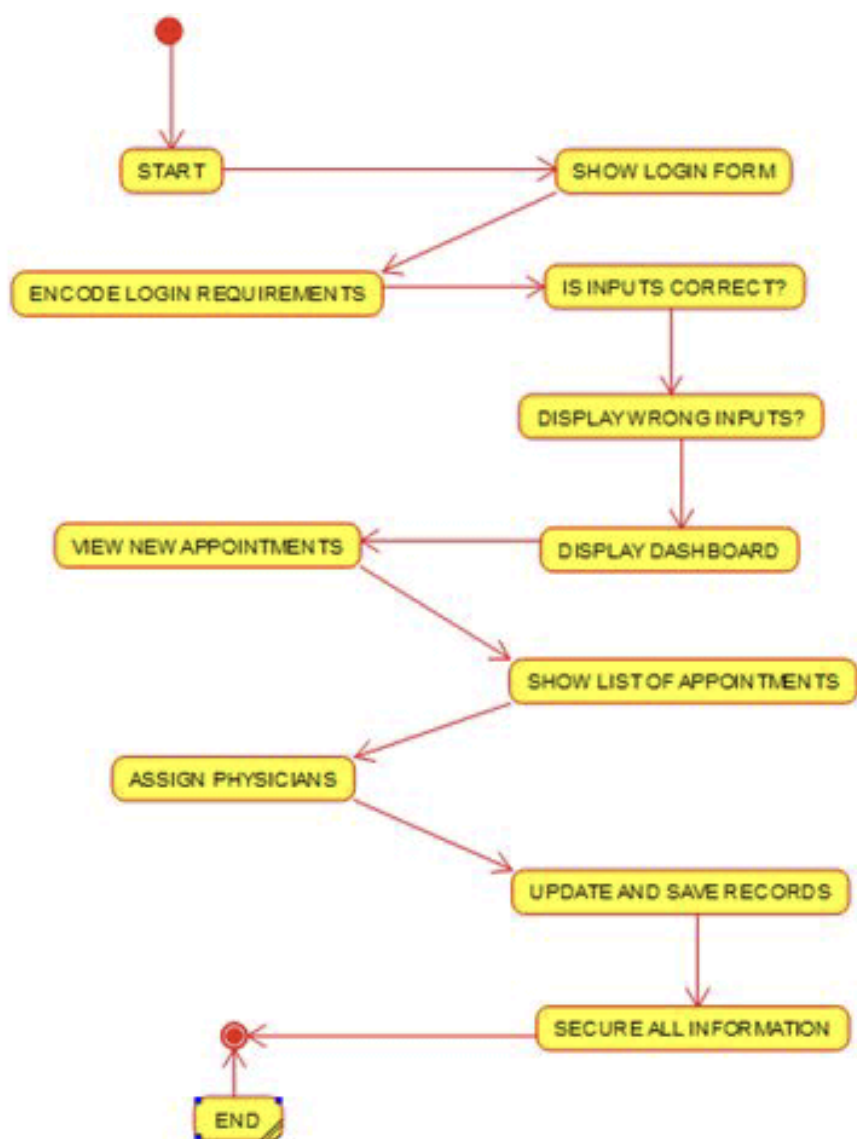 START
SHOW LOGIN FORM
ENCODE LOGIN REQUIREMENTS
IS INPUTS CORRECT?
DISPLAY WRONG INPUTS?
VIEW NEW APPOINTMENTS
DISPLAY DASHBOARD
SHOW LIST OF APPOINTMENTS
ASSIGN PHYSICIANS
UPDATE AND SAVE RECORDS
SECURE ALL INFORMATION
END